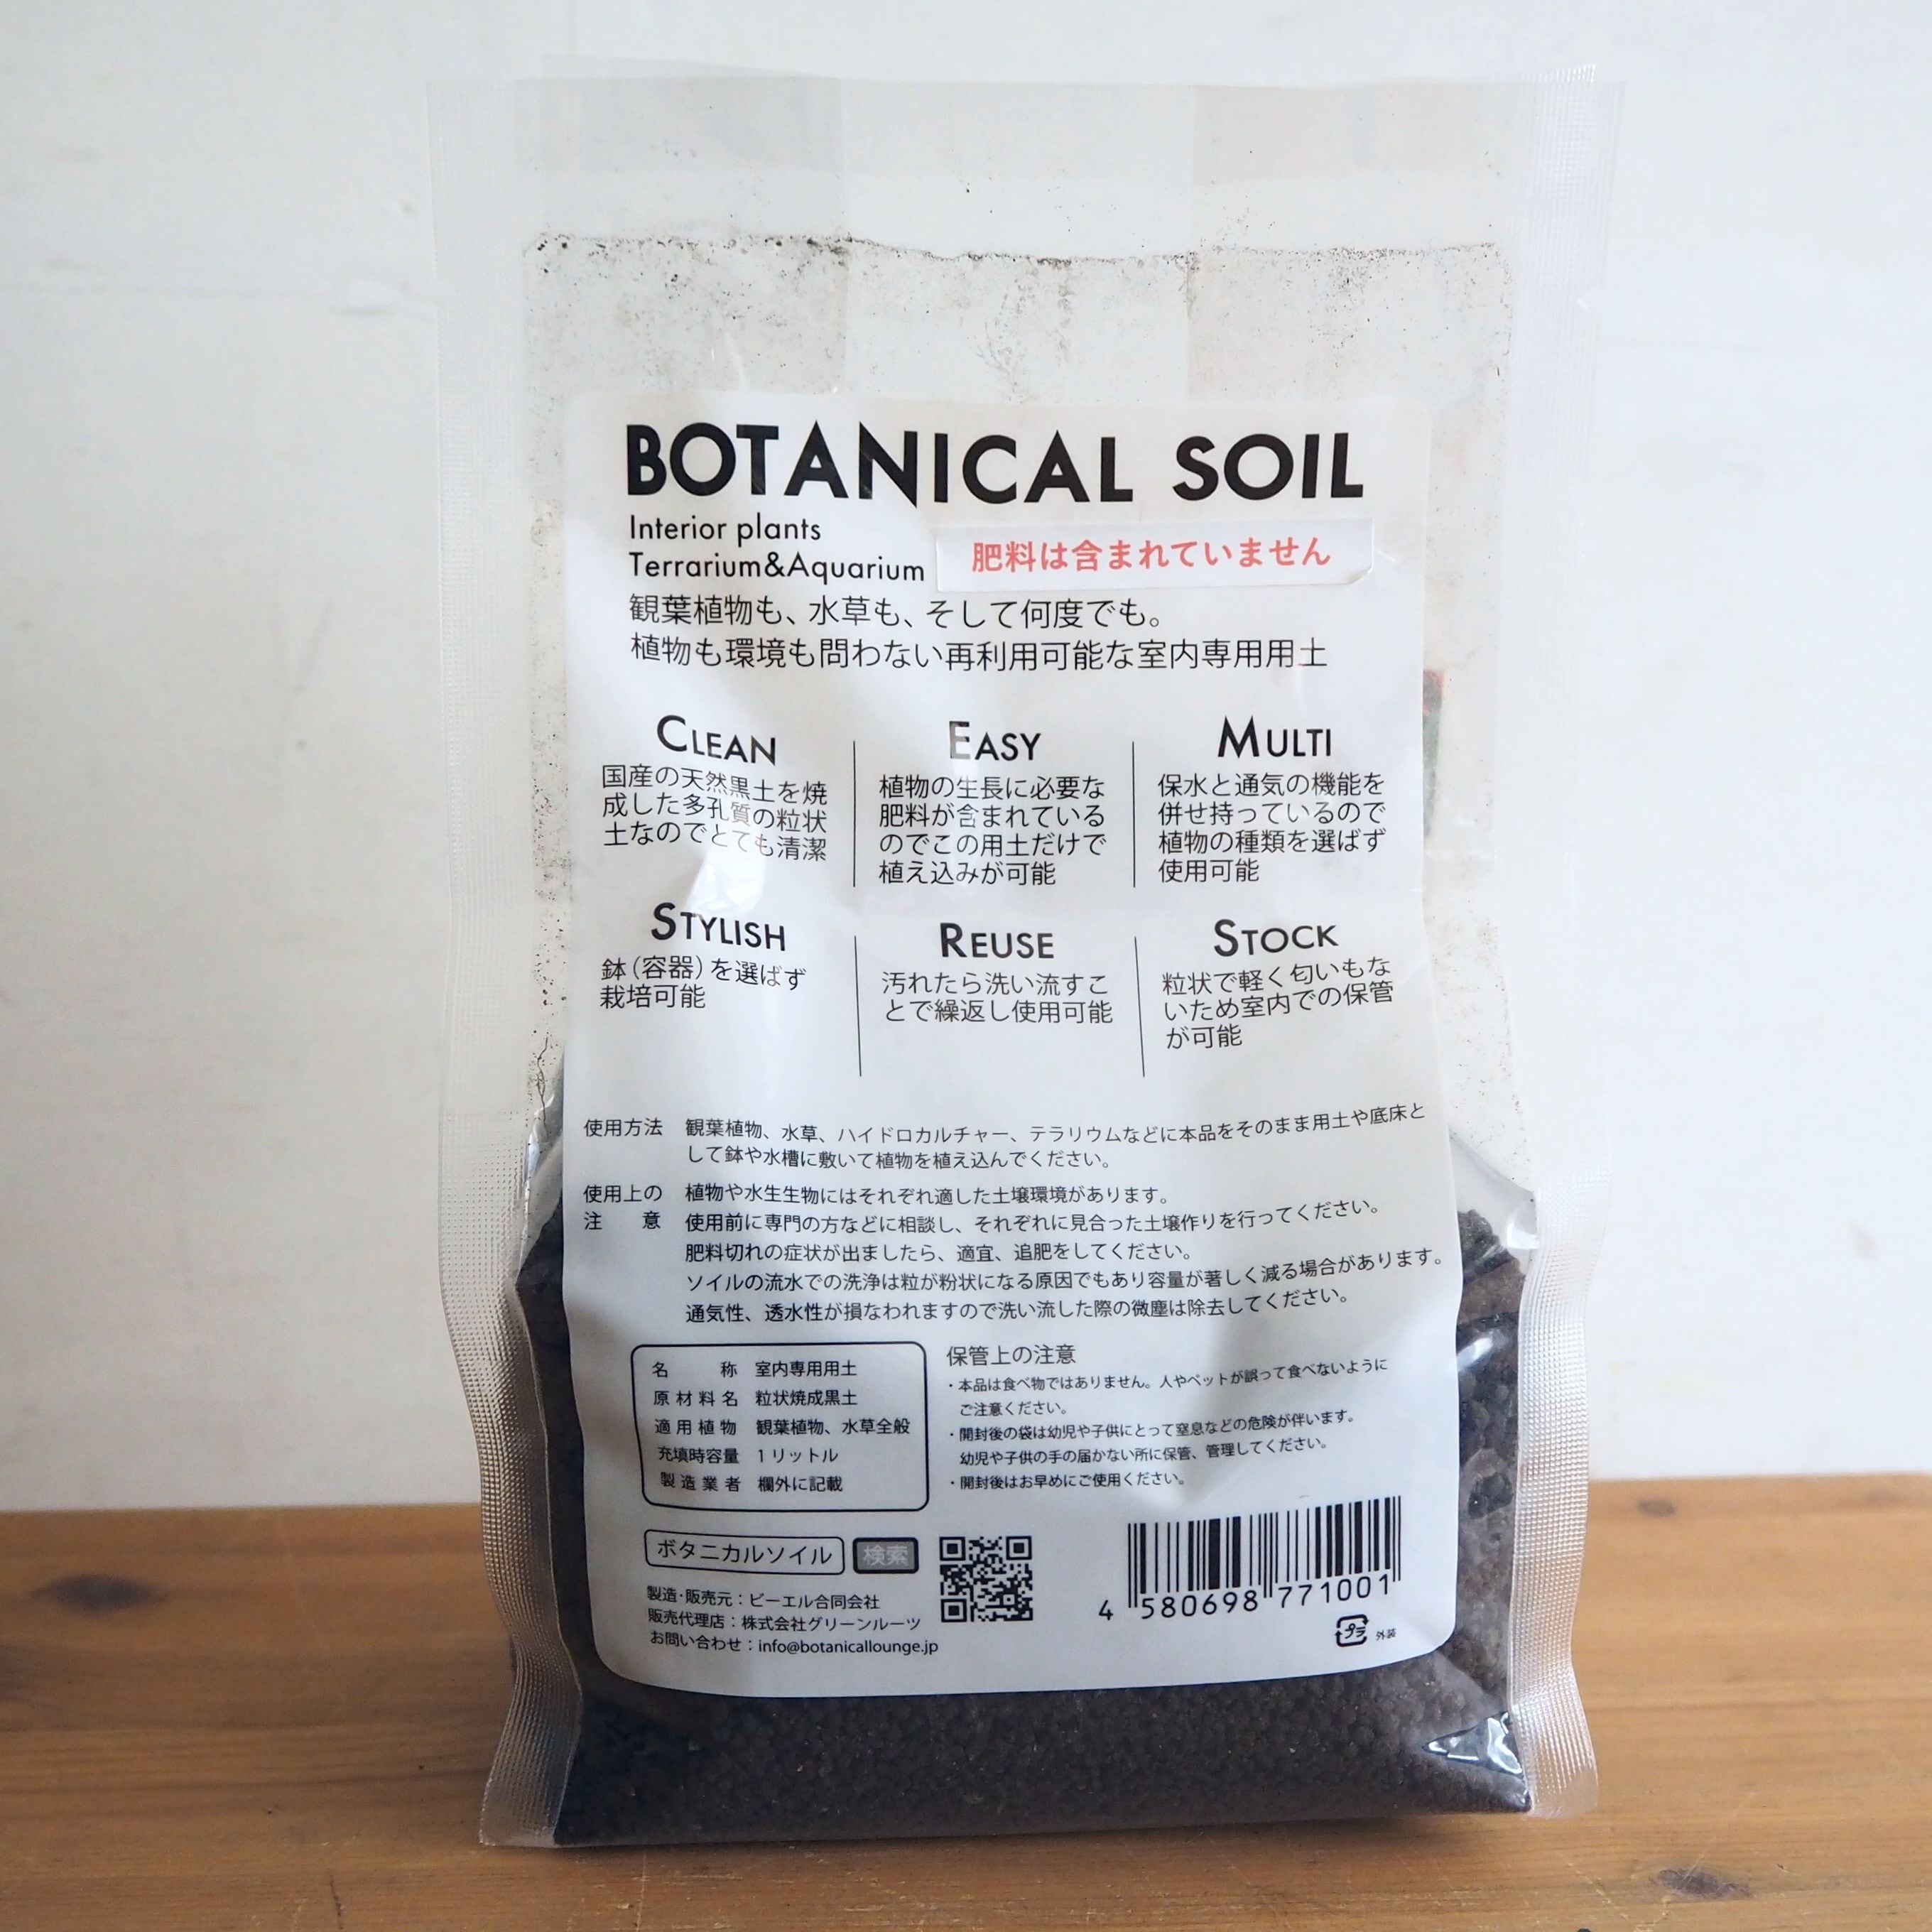 BOTANICAL SOIL
Interior plants
Terrarium&Aquarium
肥料は含まれていません
観葉植物も、水草も、そして何度でも。
植物も環境も問わない再利用可能な室内専用用土
CLEAN
国産の天然黒土を焼
成した多孔質の粒状
土なのでとても清潔
EASY
植物の生長に必要な
肥料が含まれている
のでこの用土だけで
植え込みが可能
MULTI
保水と通気の機能を
併せ持っているので
植物の種類を選ばず
使用可能
STYLISH
鉢(容器)を選ばず
栽培可能
REUSE
汚れたら洗い流すこ
とで繰返し使用可能
STOCK
粒状で軽く匂いもな
いため室内での保管
が可能
使用方法 観葉植物、水草、ハイドロカルチャー、テラリウムなどに本品をそのまま用土や底床と
して鉢や水槽に敷いて植物を植え込んでください。
使用上の 植物や水生生物にはそれぞれ適した土壌環境があります。
注意 使用前に専門の方などに相談し、それぞれに見合った土壌作りを行ってください。
肥料切れの症状が出ましたら、適宜、追肥をしてください。
ソイルの流水での洗浄は粒が粉状になる原因でもあり容量が著しく減る場合があります。
通気性、透水性が損なわれますので洗い流した際の微塵は除去してください。
名称 室内専用用土
原材料名 粒状焼成黒土
適用植物 観葉植物、水草全般
充填時容量 1リットル
製造業者 欄外に記載
保管上の注意
・本品は食べ物ではありません。人やペットが誤って食べないように
ご注意ください。
・開封後の袋は幼児や子供にとって窒息などの危険が伴います。
幼児や子供の手の届かない所に保管、管理してください。
・開封後はお早めにご使用ください。
ボタニカルソイル 検索
製造・販売元：ビーエル合同会社
販売代理店：株式会社グリーンルーツ
お問い合わせ：info@botanicallounge.jp
4 580698 771001
プラ 外装